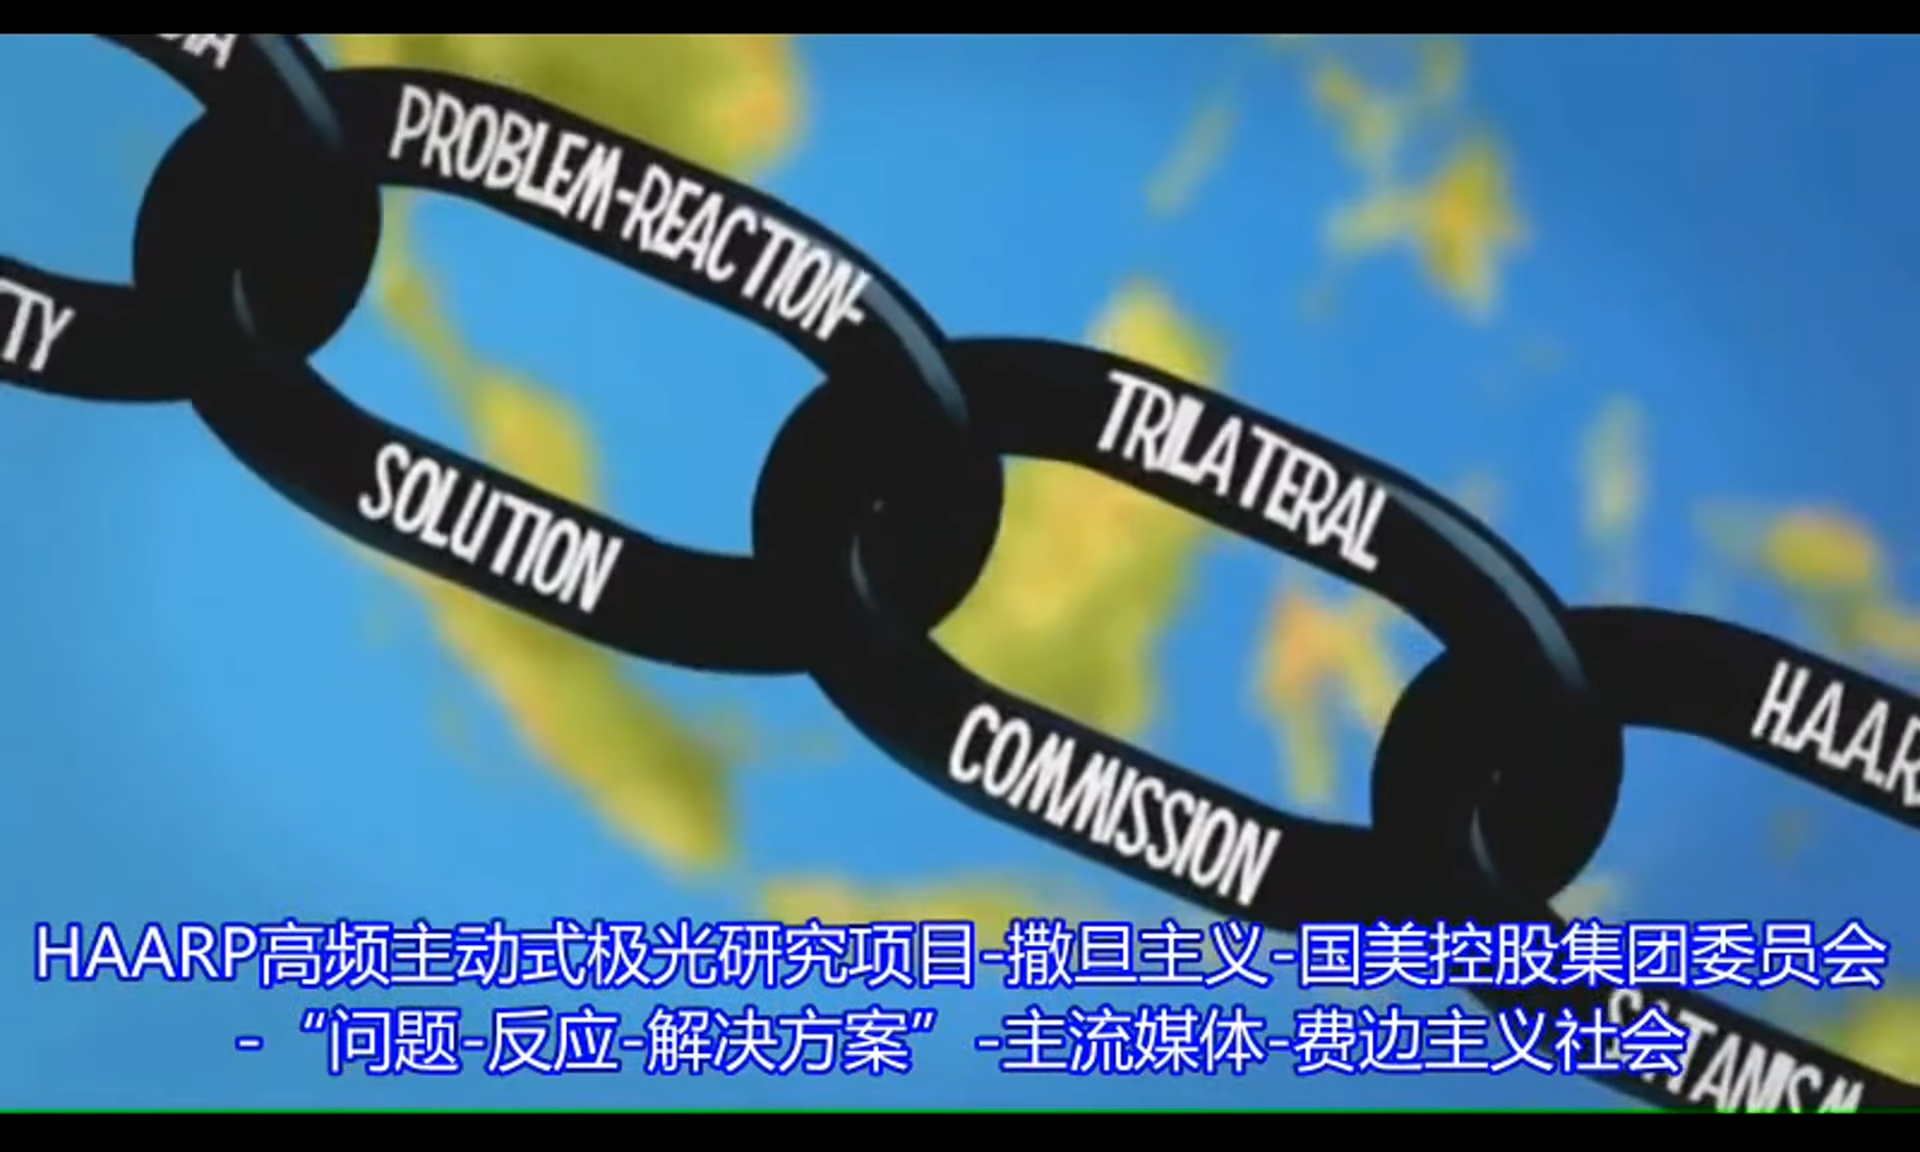 PROBLEM-REACTION-
SOLUTION
TRILATERAL
COMMISSION
SATANISM
HAARP高频主动式极光研究项目-撒旦主义-国美控股集团委员会
-“问题-反应-解决方案”-主流媒体-费边主义社会